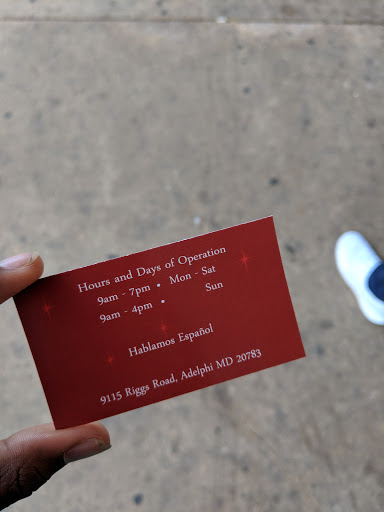 Hours and Days of Operation
9am - 7pm • Mon - Sat
9am - 4pm • Sun
Hablamos Español
9115 Riggs Road, Adelphi MD 20783